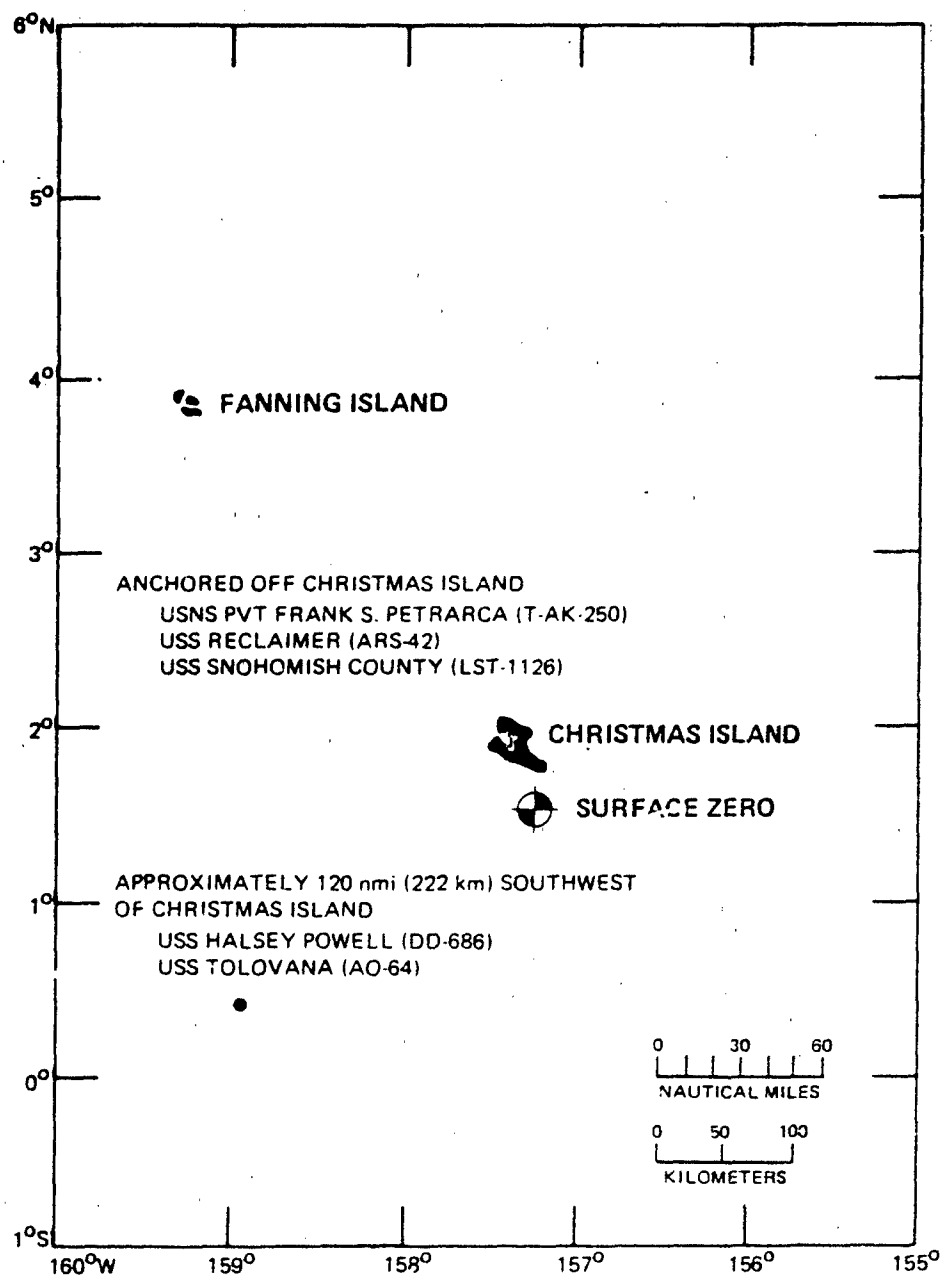 6°N
5°
4°
FANNING ISLAND
3°
ANCHORED OFF CHRISTMAS ISLAND
USNS PVT FRANK S. PETRARCA (T-AK-250)
USS RECLAIMER (ARS-42)
USS SNOHOMISH COUNTY (LST-1126)
2°
CHRISTMAS ISLAND
SURFACE ZERO
APPROXIMATELY 120 nmi (222 km) SOUTHWEST
1°
OF CHRISTMAS ISLAND
USS HALSEY POWELL (DD-686)
USS TOLOVANA (AO-64)
0 30 60
0°
NAUTICAL MILES
0 50 100
KILOMETERS
1°S
160°W 159° 158° 157° 156° 155°